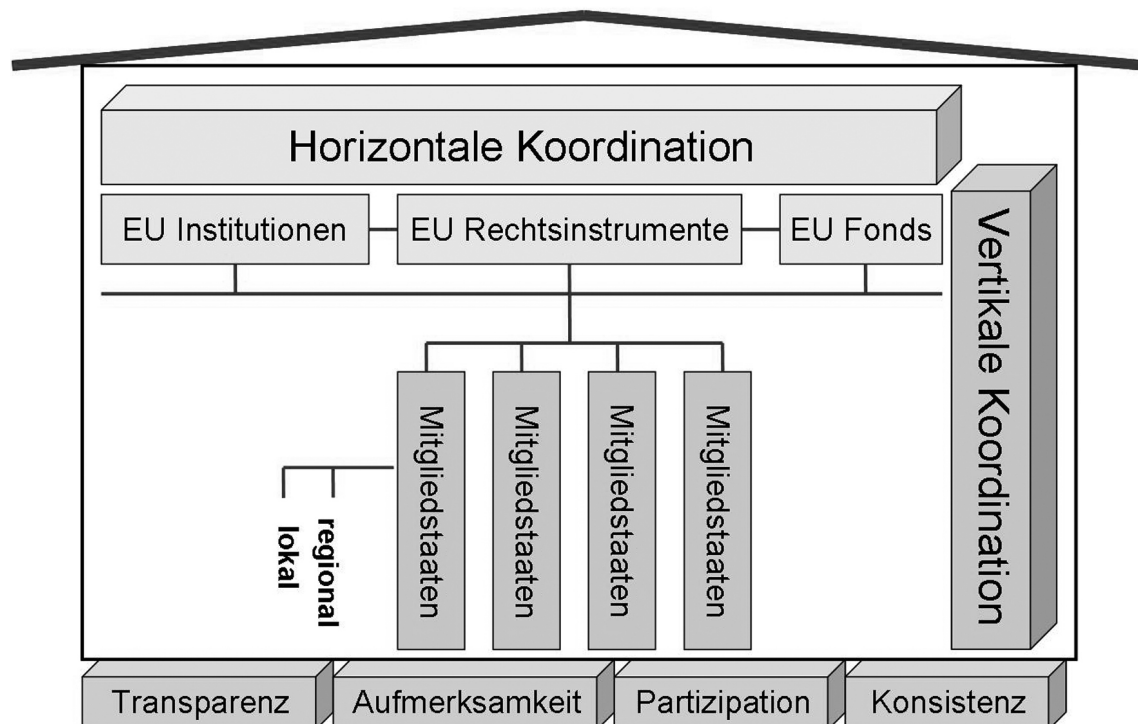 Horizontale Koordination
EU Institutionen
EU Rechtsinstrumente
EU Fonds
Vertikale Koordination
Mitgliedstaaten
Mitgliedstaaten
Mitgliedstaaten
Mitgliedstaaten
regional
lokal
Transparenz
Aufmerksamkeit
Partizipation
Konsistenz